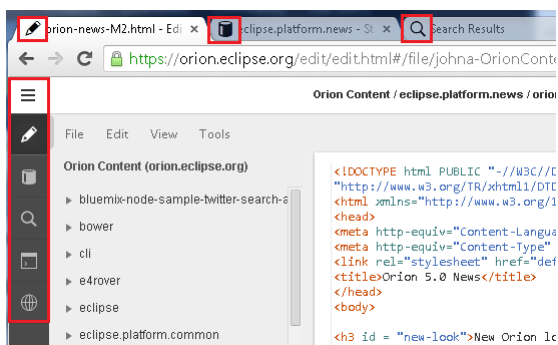 orion-news-M2.html - Edi
eclipse.platform.news - St
Search Results
https://orion.eclipse.org/edit/edit.html#/file/johna-OrionConte
Orion Content / eclipse.platform.news / orion
File Edit View Tools
Orion Content (orion.eclipse.org)
bluemix-node-sample-twitter-search-a
bower
cli
e4rover
eclipse
eclipse.platform.common
<!DOCTYPE html PUBLIC "-//W3C//D
"http://www.w3.org/TR/xhtml1/DTD
<html xmlns="http://www.w3.org/1
<head>
<meta http-equiv="Content-Langua
<meta http-equiv="Content-Type"
<link rel="stylesheet" href="def
<title>Orion 5.0 News</title>
</head>
<body>
<h3 id = "new-look">New Orion lo